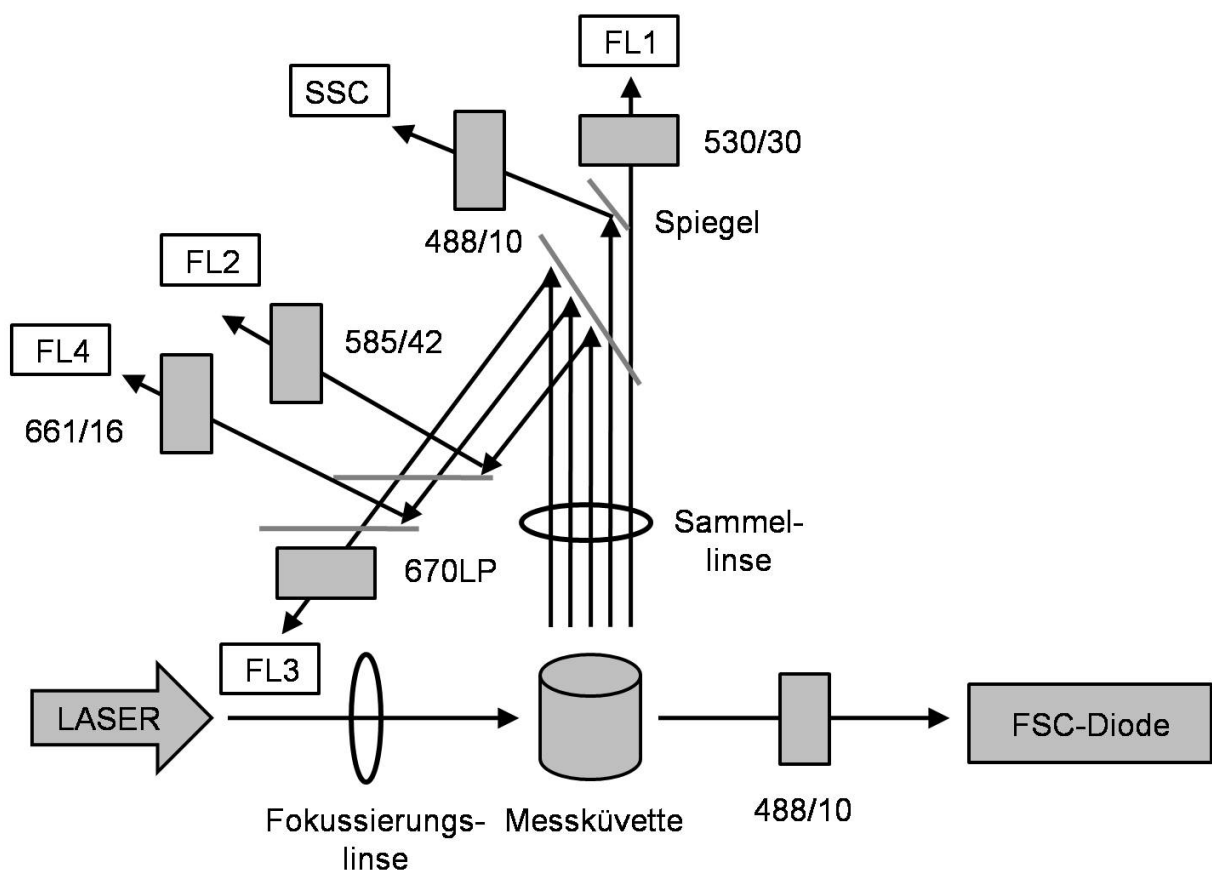 FL1
SSC
530/30
Spiegel
488/10
FL2
585/42
FL4
661/16
Sammel-
linse
670LP
FL3
LASER
FSC-Diode
Fokussierungs-
linse
Messküvette
488/10